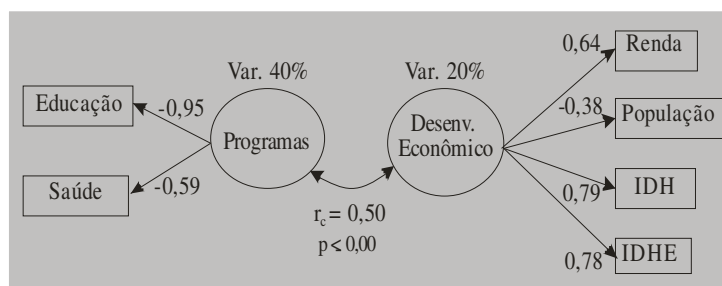 Var. 40%
Var. 20%
0,64
Renda
Educação
-0,95
Programas
Desenv.
Econômico
-0,38
População
Saúde
-0,59
0,79
IDH
r_c = 0,50
p< 0,00
0,78
IDHE